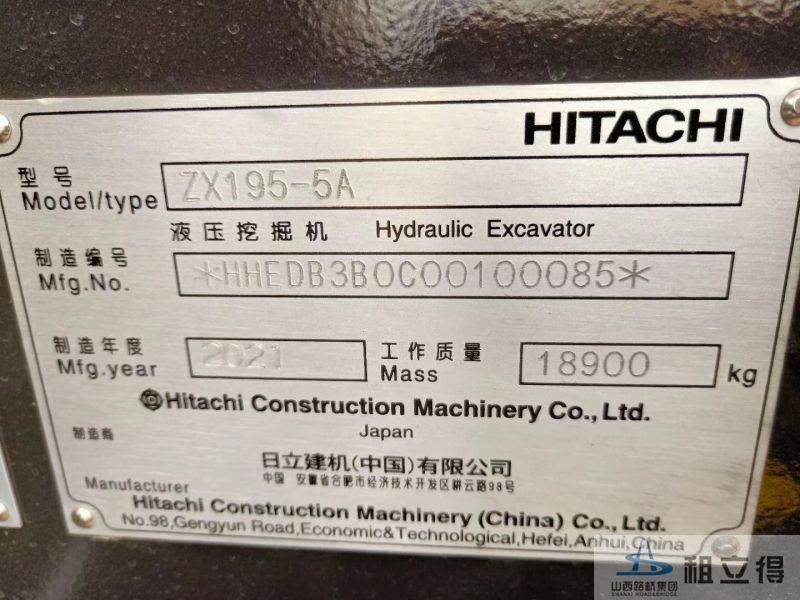 HITACHI
型号 ZX195-5A
Model/type
液压挖掘机 Hydraulic Excavator
制造编号 *HHEDB3B0C00100085*
Mfg.No.
制造年度 2021 工作质量 18900 kg
Mfg.year Mass
Hitachi Construction Machinery Co.,Ltd.
Japan
制造商
日立建机(中国)有限公司
中国 安徽省合肥市经济技术开发区耕云路98号
Manufacturer
Hitachi Construction Machinery (China) Co.,Ltd.
No.98,Gengyun Road,Economic&Technological,Hefei,Anhui,China
山西路桥集团
SHANXI ROAD&BRIDGE
租立得